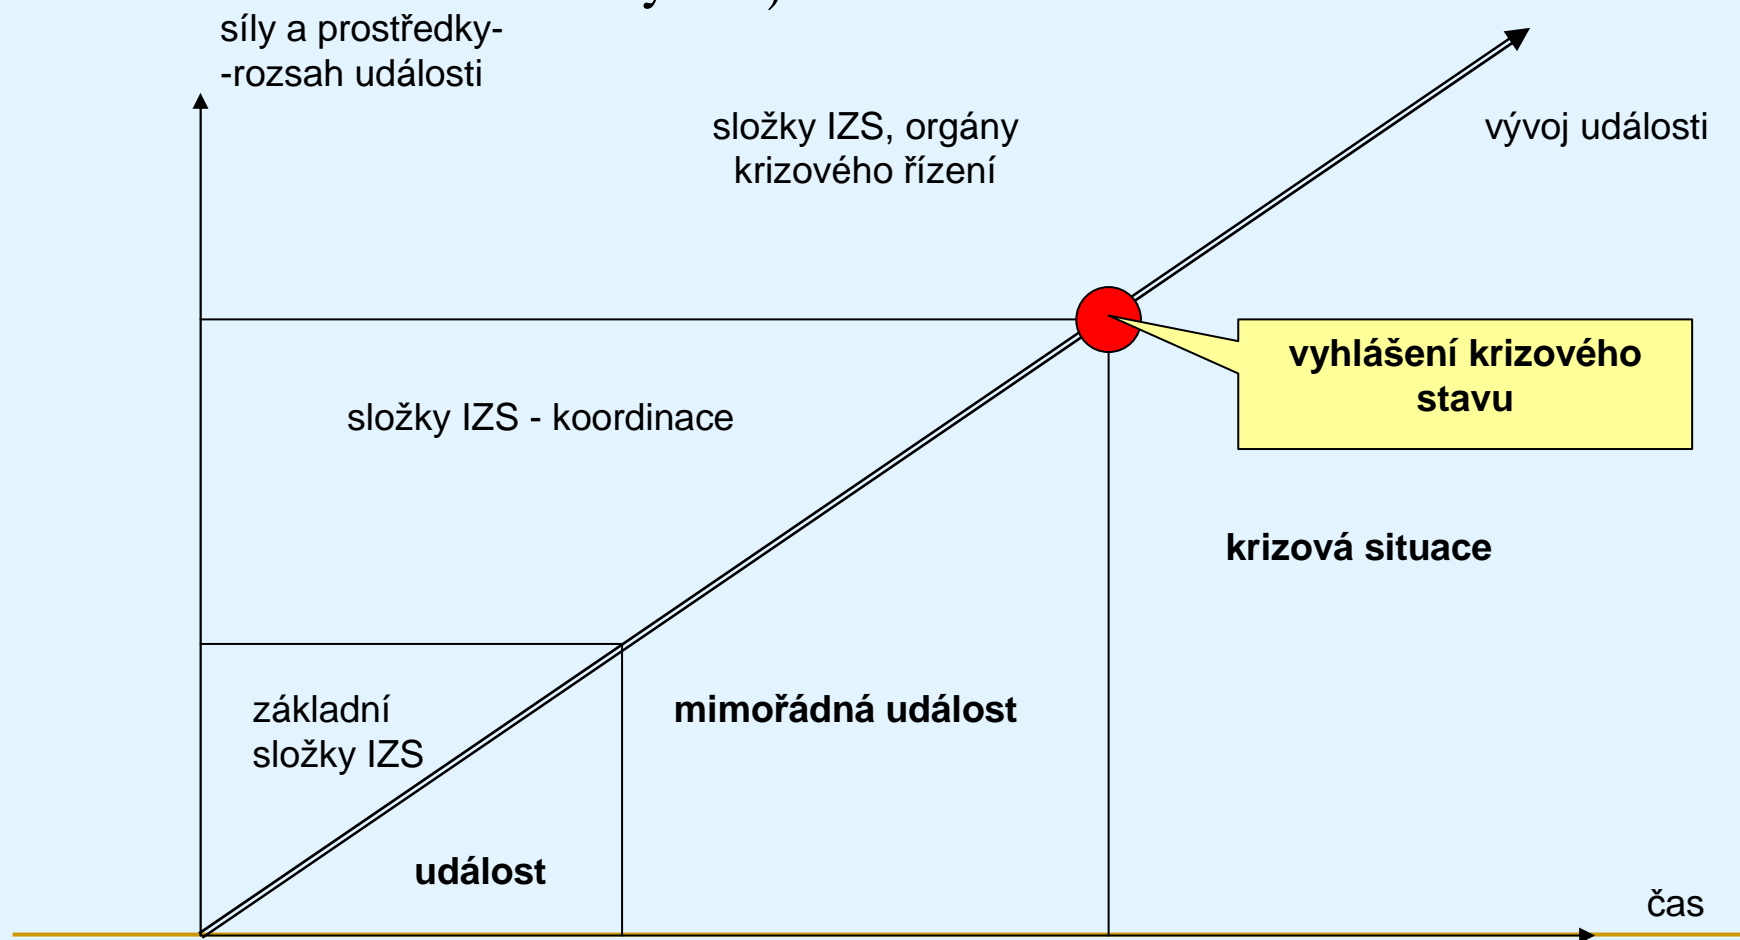 síly a prostředky-
-rozsah události
složky IZS, orgány
krizového řízení
vývoj události
vyhlášení krizového
stavu
složky IZS - koordinace
krizová situace
základní
složky IZS
mimořádná událost
událost
čas